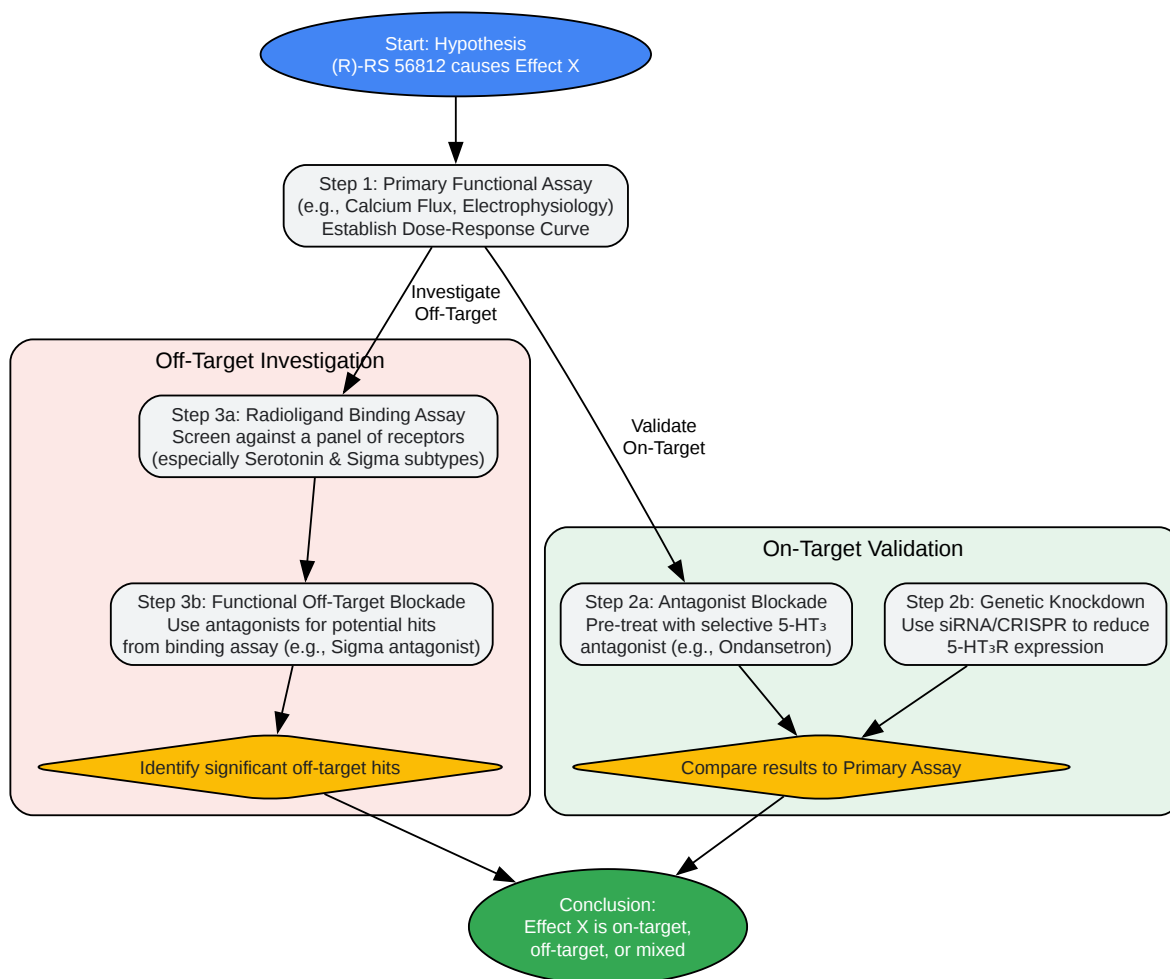 Start: Hypothesis
(R)-RS 56812 causes Effect X
Step 1: Primary Functional Assay
(e.g., Calcium Flux, Electrophysiology)
Establish Dose-Response Curve
Investigate
Off-Target
Off-Target Investigation
Step 3a: Radioligand Binding Assay
Screen against a panel of receptors
(especially Serotonin & Sigma subtypes)
Validate
On-Target
Step 3b: Functional Off-Target Blockade
Use antagonists for potential hits
from binding assay (e.g., Sigma antagonist)
Identify significant off-target hits
On-Target Validation
Step 2a: Antagonist Blockade
Pre-treat with selective 5-HT₃
antagonist (e.g., Ondansetron)
Step 2b: Genetic Knockdown
Use siRNA/CRISPR to reduce
5-HT₃R expression
Compare results to Primary Assay
Conclusion:
Effect X is on-target,
off-target, or mixed